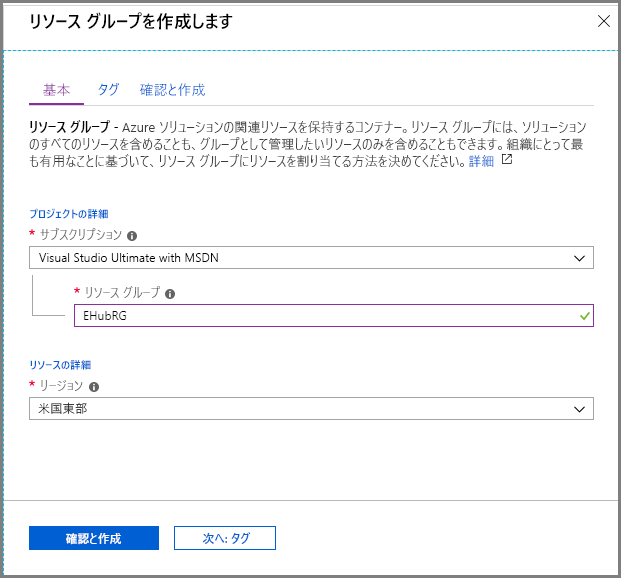 リソース グループを作成します
基本 タグ 確認と作成
リソース グループ - Azure ソリューションの関連リソースを保持するコンテナー。リソース グループには、ソリューション
のすべてのリソースを含めることも、グループとして管理したいリソースのみを含めることもできます。組織にとって最
も有用なことに基づいて、リソース グループにリソースを割り当てる方法を決めてください。詳細
プロジェクトの詳細
* サブスクリプション
Visual Studio Ultimate with MSDN
* リソース グループ
EHubRG
リソースの詳細
* リージョン
米国東部
確認と作成 次へ: タグ